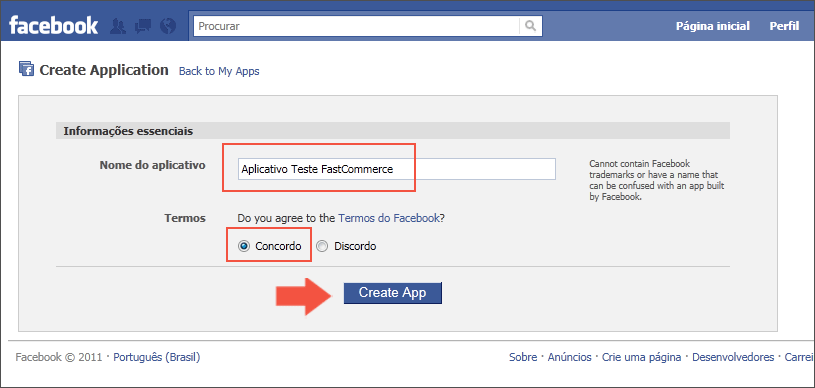 facebook
Procurar
Página inicial
Perfil
Create Application
Back to My Apps
Informações essenciais
Nome do aplicativo
Aplicativo Teste FastCommerce
Cannot contain Facebook
trademarks or have a name that
can be confused with an app built
by Facebook.
Termos
Do you agree to the Termos do Facebook?
Concordo
Discordo
Create App
Facebook © 2011 · Português (Brasil)
Sobre · Anúncios · Crie uma página · Desenvolvedores · Carrei